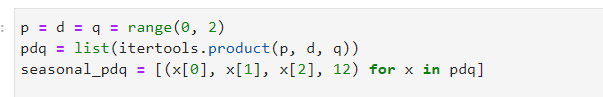 p = d = q = range(0, 2)
pdq = list(itertools.product(p, d, q))
seasonal_pdq = [(x[0], x[1], x[2], 12) for x in pdq]